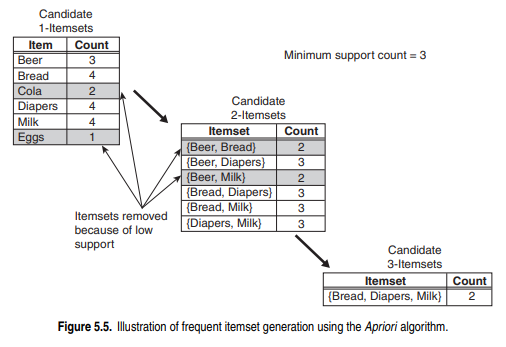 Candidate
1-Itemsets
Item Count
Beer 3
Bread 4
Cola 2
Diapers 4
Milk 4
Eggs 1
Minimum support count = 3
Candidate
2-Itemsets
Itemset Count
{Beer, Bread} 2
{Beer, Diapers} 3
{Beer, Milk} 2
{Bread, Diapers} 3
{Bread, Milk} 3
{Diapers, Milk} 3
Itemsets removed
because of low
support
Candidate
3-Itemsets
Itemset Count
{Bread, Diapers, Milk} 2
Figure 5.5. Illustration of frequent itemset generation using the Apriori algorithm.